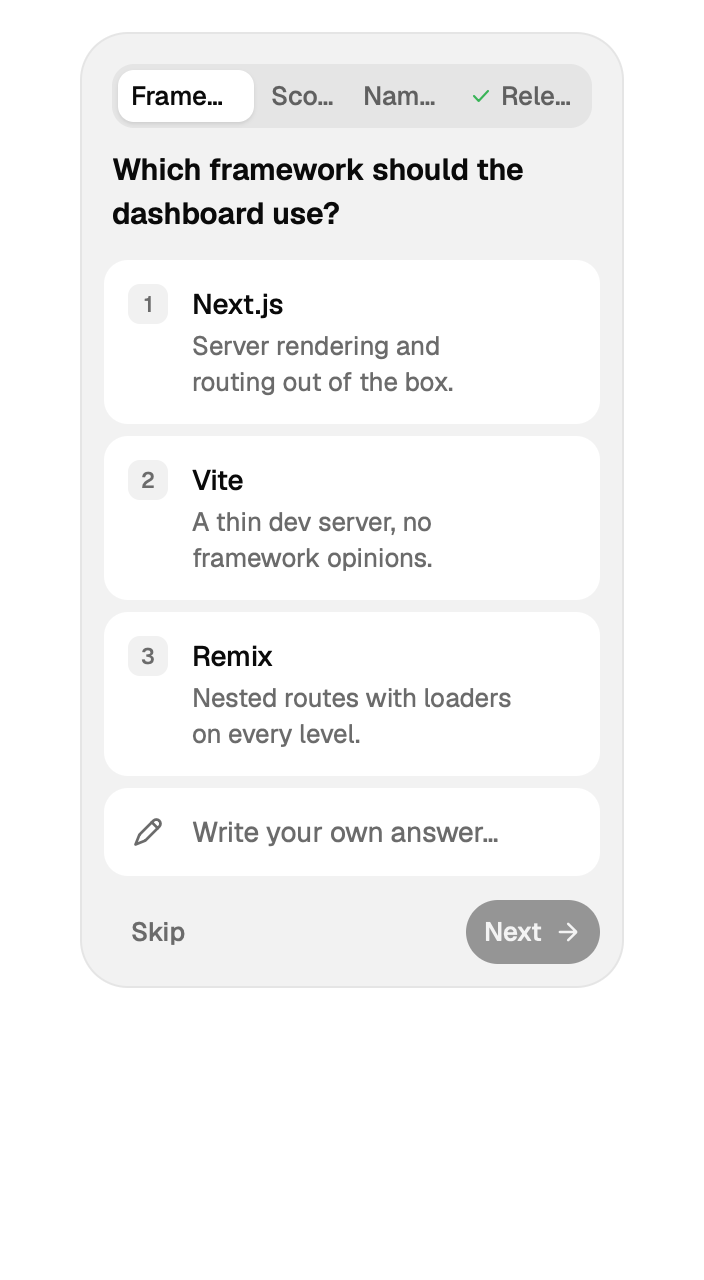 Frame...
Sco...
Nam...
Rele...
Which framework should the
dashboard use?
1
Next.js
Server rendering and
routing out of the box.
2
Vite
A thin dev server, no
framework opinions.
3
Remix
Nested routes with loaders
on every level.
Write your own answer...
Skip
Next